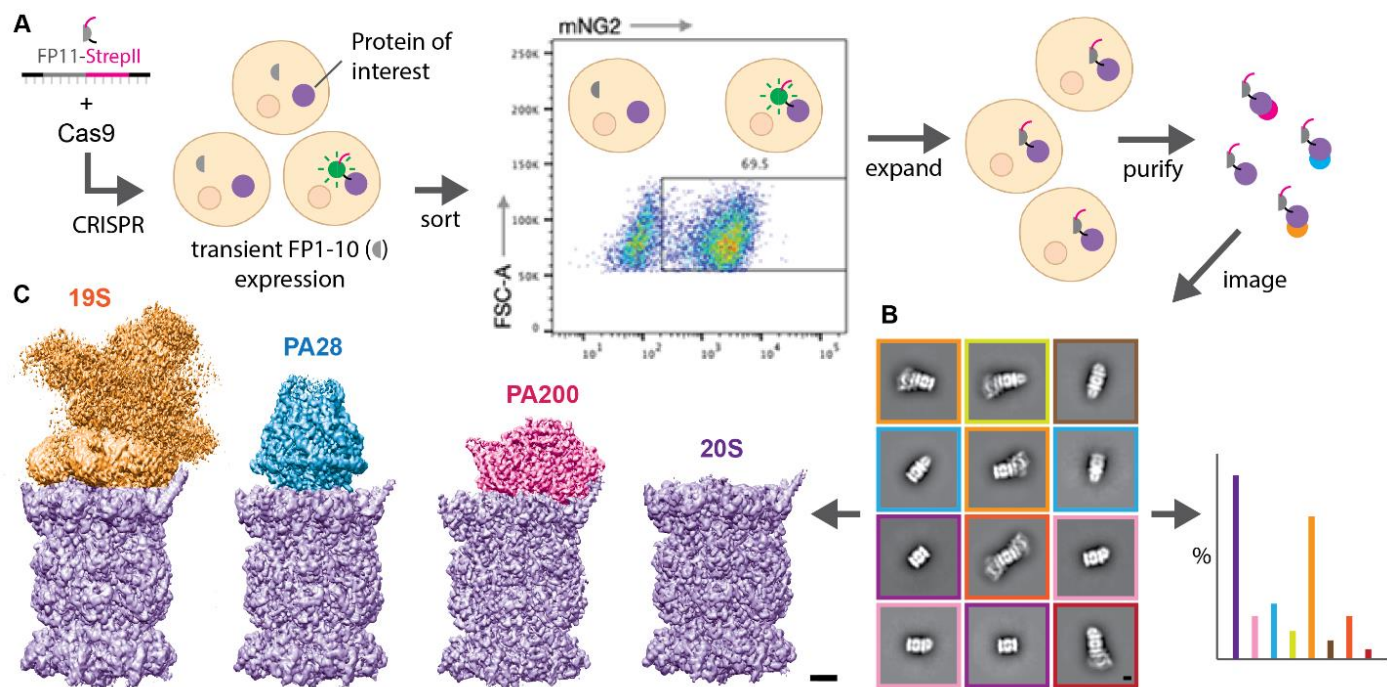 A
FP11-StrepII
+
Cas9
CRISPR
Protein of
interest
transient FP1-10 ( )
expression
sort
mNG2
250K
200K
150K
100K
50K
0
FSC-A
69.5
10¹
10²
10³
10⁴
10⁵
expand
purify
image
C
19S
PA28
PA200
20S
B
%